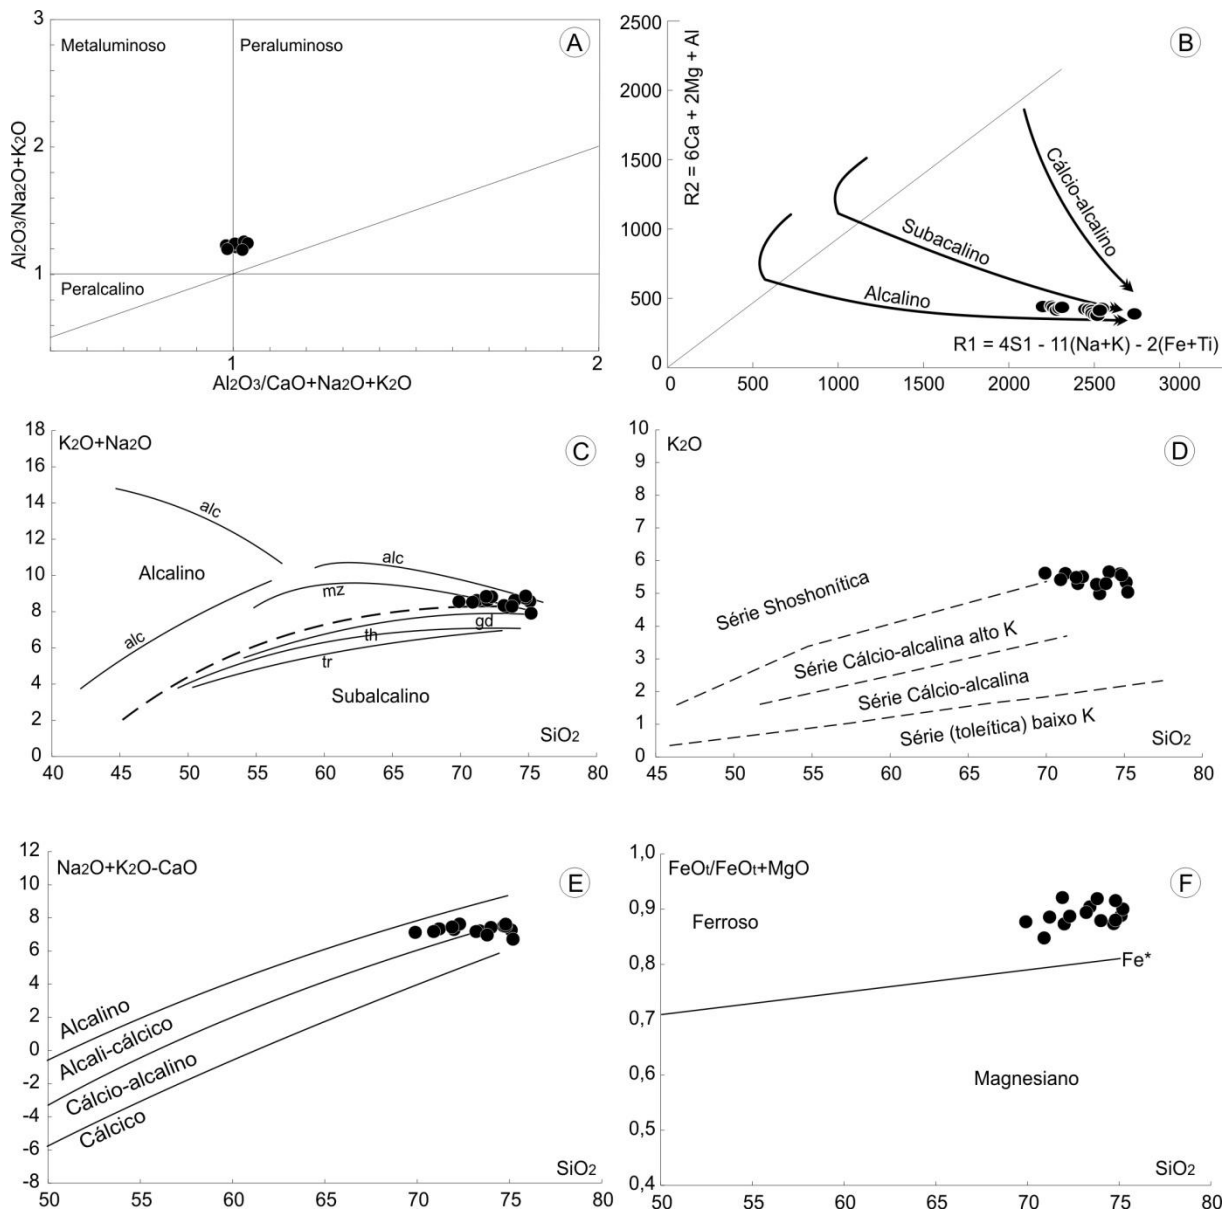 A
3
2
1
Metaluminoso
Peraluminoso
Peralcalino
Al2O3/Na2O+K2O
1
2
Al2O3/CaO+Na2O+K2O
B
2500
2000
1500
1000
500
0
R2 = 6Ca + 2Mg + Al
Cálcio-alcalino
Subacalino
Alcalino
R1 = 4S1 - 11(Na+K) - 2(Fe+Ti)
0
500
1000
1500
2000
2500
3000
C
K2O+Na2O
18
16
14
12
10
8
6
4
2
0
alc
Alcalino
alc
mz
alc
gd
th
tr
Subalcalino
SiO2
40
45
50
55
60
65
70
75
80
D
K2O
10
9
8
7
6
5
4
3
2
1
0
Série Shoshonítica
Série Cálcio-alcalina alto K
Série Cálcio-alcalina
Série (toleítica) baixo K
SiO2
45
50
55
60
65
70
75
80
E
Na2O+K2O-CaO
12
10
8
6
4
2
0
-2
-4
-6
-8
Alcalino
Alcali-cálcico
Cálcio-alcalino
Cálcico
SiO2
50
55
60
65
70
75
80
F
FeOt/FeOt+MgO
1,0
0,9
0,8
0,7
0,6
0,5
0,4
Ferroso
Fe*
Magnesiano
SiO2
50
55
60
65
70
75
80